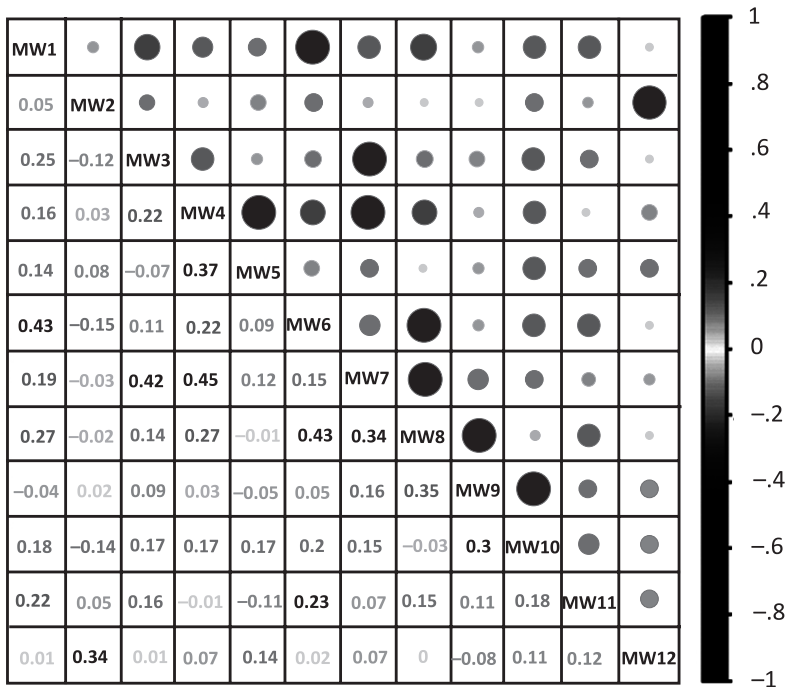 MW1
0.05 MW2
0.25 –0.12 MW3
0.16 0.03 0.22 MW4
0.14 0.08 –0.07 0.37 MW5
0.43 –0.15 0.11 0.22 0.09 MW6
0.19 –0.03 0.42 0.45 0.12 0.15 MW7
0.27 –0.02 0.14 0.27 –0.01 0.43 0.34 MW8
–0.04 0.02 0.09 0.03 –0.05 0.05 0.16 0.35 MW9
0.18 –0.14 0.17 0.17 0.17 0.2 0.15 –0.03 0.3 MW10
0.22 0.05 0.16 –0.01 –0.11 0.23 0.07 0.15 0.11 0.18 MW11
0.01 0.34 0.01 0.07 0.14 0.02 0.07 0 –0.08 0.11 0.12 MW12
1
.8
.6
.4
.2
0
–.2
–.4
–.6
–.8
–1